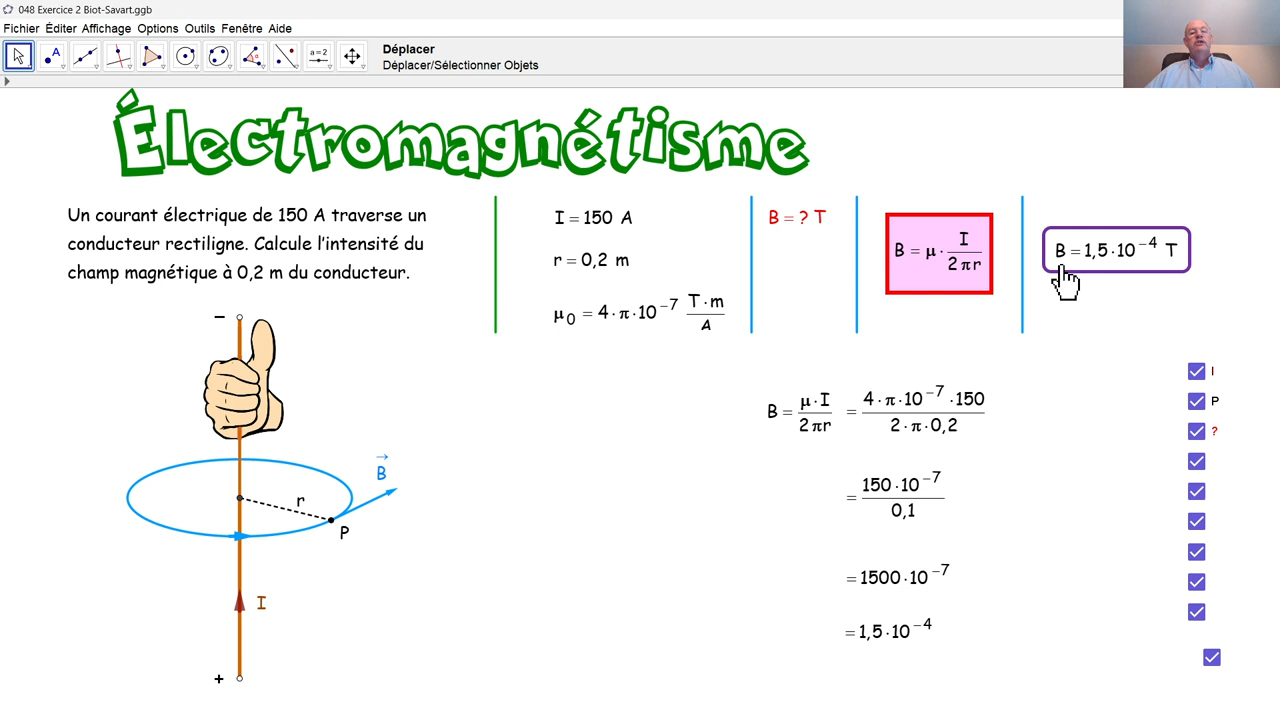 048 Exercice 2 Biot-Savart.ggb
Fichier Éditer Affichage Options Outils Fenêtre Aide
A
a=2
Déplacer
Déplacer/Sélectionner Objets
Électromagnétisme
Un courant électrique de 150 A traverse un
conducteur rectiligne. Calcule l'intensité du
champ magnétique à 0,2 m du conducteur.
I = 150 A
r = 0,2 m
μ₀ = 4·π·10⁻⁷ T·m/A
B = ? T
B = μ · I/2πr
B = 1,5·10⁻⁴ T
B = μ·I/2πr = 4·π·10⁻⁷·150/2·π·0,2
= 150·10⁻⁷/0,1
= 1500·10⁻⁷
= 1,5·10⁻⁴
−
B
r
P
I
+
I
P
?